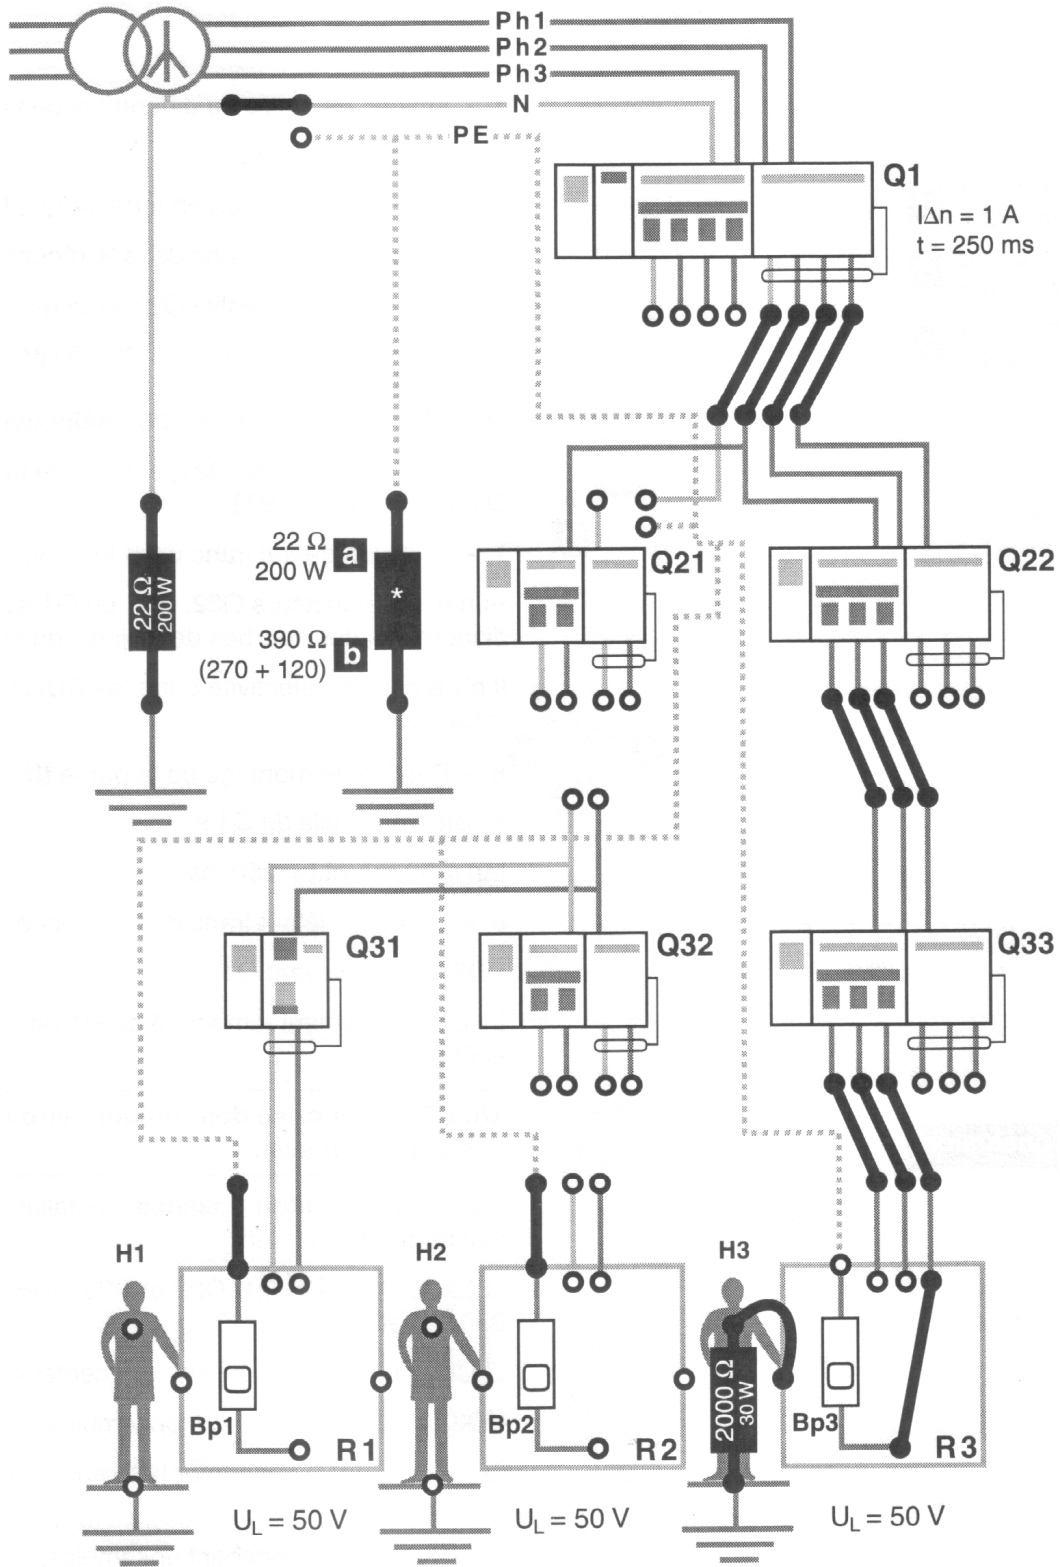 Ph1
Ph2
Ph3
N
PE
Q1
I∆n = 1 A
t = 250 ms
22 Ω
200 W
a
22 Ω
200 W
*
390 Ω
(270 + 120)
b
Q21
Q22
Q31
Q32
Q33
H1
H2
H3
2000 Ω
30 W
Bp1
R1
Bp2
R2
Bp3
R3
UL = 50 V
UL = 50 V
UL = 50 V